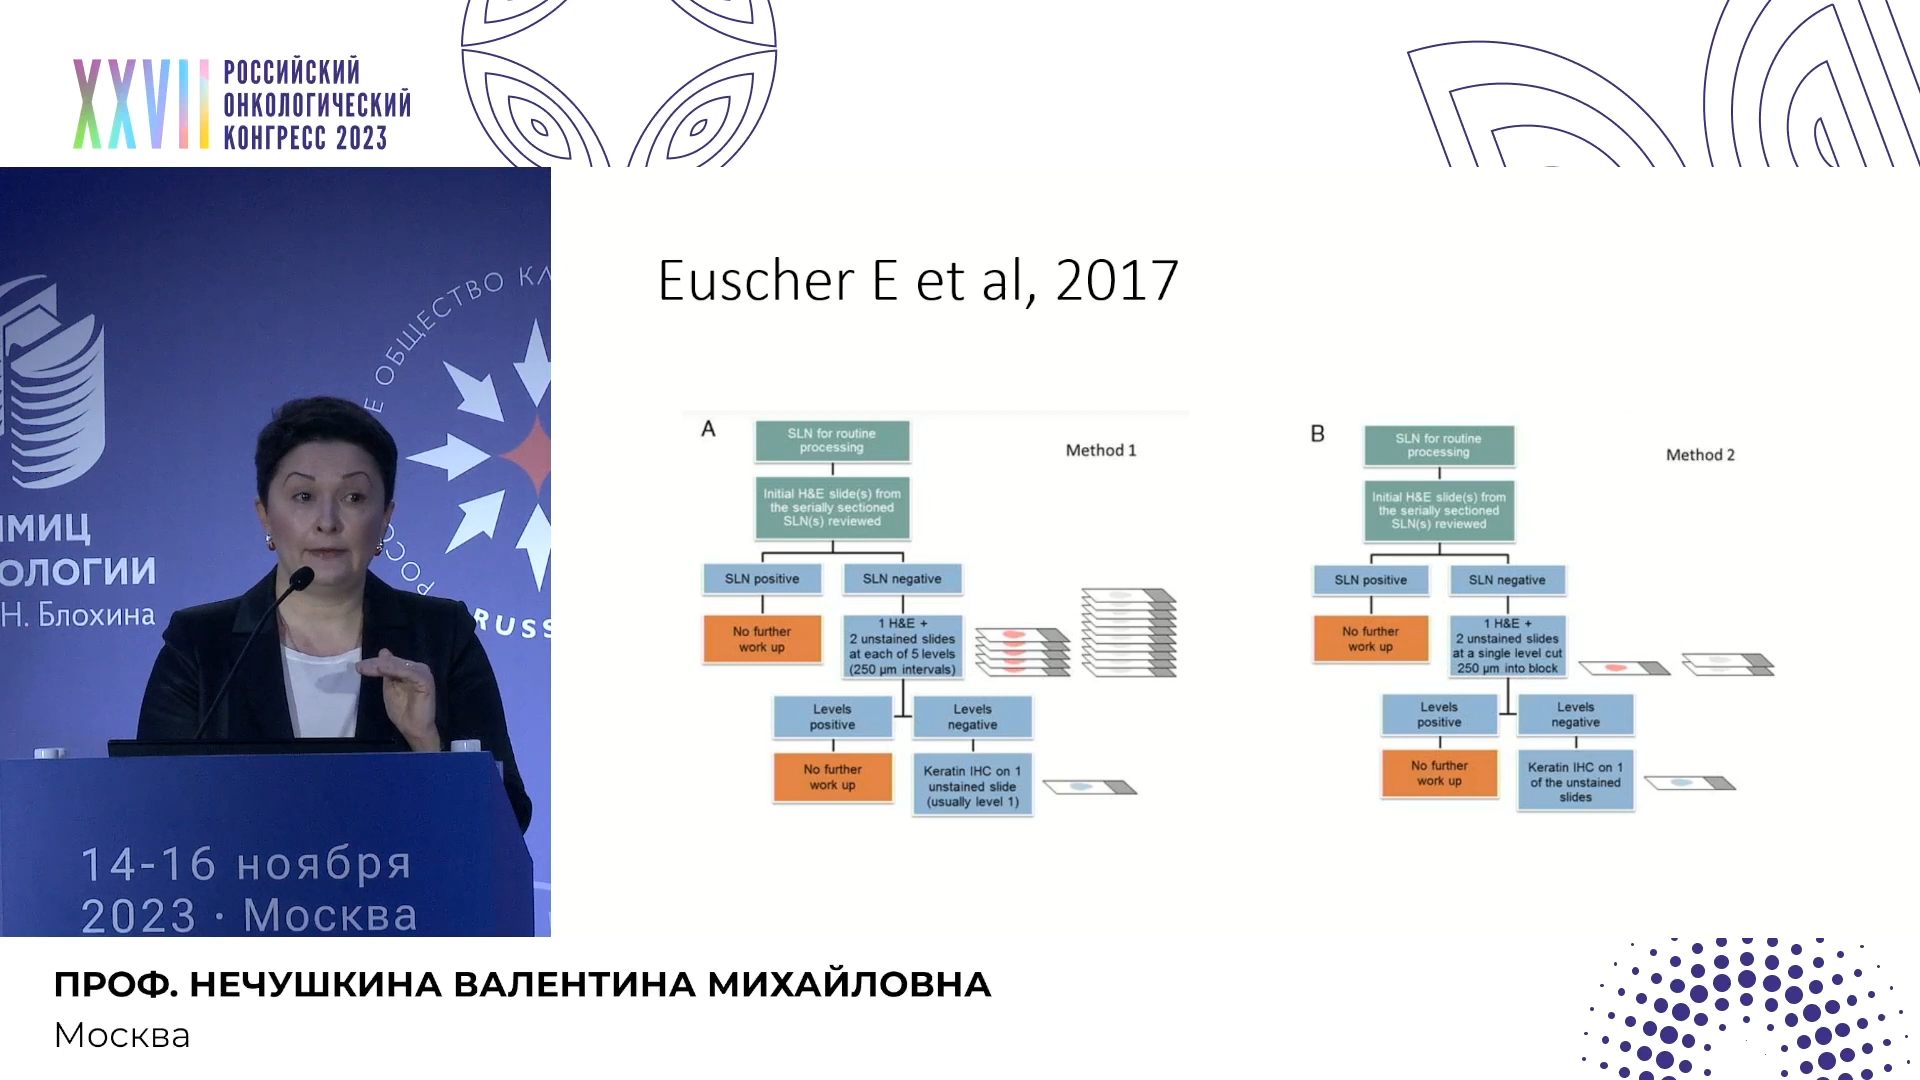 XXVII
РОССИЙСКИЙ
ОНКОЛОГИЧЕСКИЙ
КОНГРЕСС 2023
Е ОБЩЕСТВО КЛ
РОССО
RUSS
МИЦ
ОЛОГИИ
Н. Блохина
14-16 ноября
2023 · Москва
Euscher E et al, 2017
A
Method 1
SLN for routine
processing
Initial H&E slide(s) from
the serially sectioned
SLN(s) reviewed
SLN positive
SLN negative
No further
work up
1 H&E +
2 unstained slides
at each of 5 levels
(250 µm intervals)
Levels
positive
Levels
negative
No further
work up
Keratin IHC on 1
unstained slide
(usually level 1)
B
Method 2
SLN for routine
processing
Initial H&E slide(s) from
the serially sectioned
SLN(s) reviewed
SLN positive
SLN negative
No further
work up
1 H&E +
2 unstained slides
at a single level cut
250 µm into block
Levels
positive
Levels
negative
No further
work up
Keratin IHC on 1
of the unstained
slides
ПРОФ. НЕЧУШКИНА ВАЛЕНТИНА МИХАЙЛОВНА
Москва